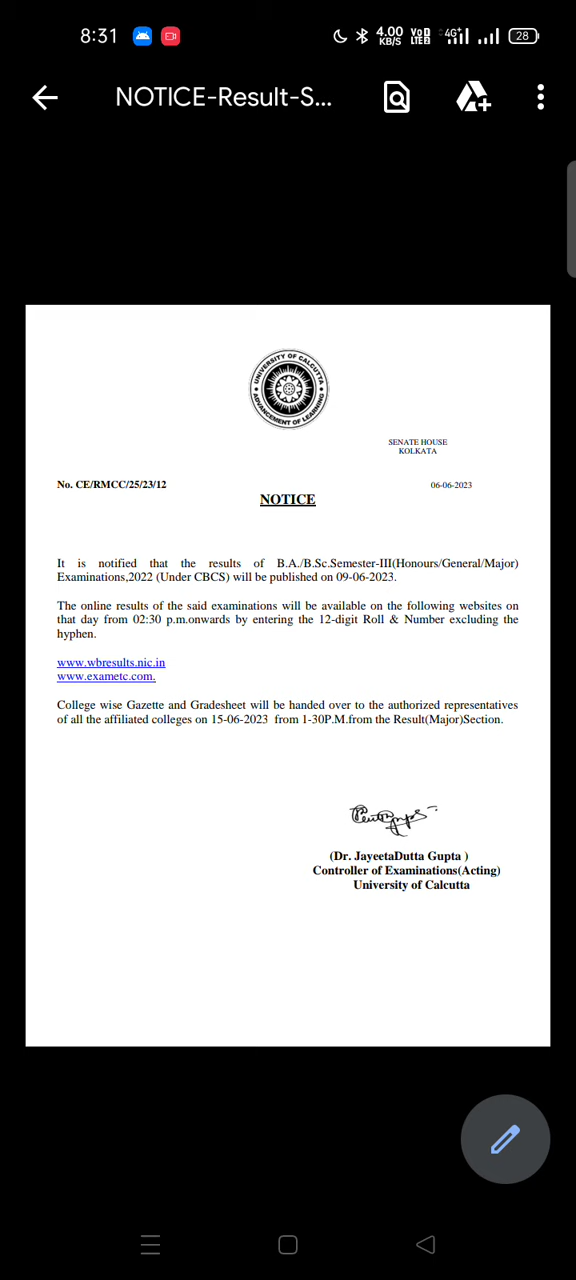 8:31
4.00
KB/S
Vo D
LTE 2
4G+
28
NOTICE-Result-S...
UNIVERSITY OF CALCUTTA
ADVANCEMENT OF LEARNING
SENATE HOUSE
KOLKATA
No. CE/RMCC/25/23/12
06-06-2023
NOTICE
It is notified that the results of B.A./B.Sc.Semester-III(Honours/General/Major)
Examinations,2022 (Under CBCS) will be published on 09-06-2023.
The online results of the said examinations will be available on the following websites on
that day from 02:30 p.m.onwards by entering the 12-digit Roll & Number excluding the
hyphen.
www.wbresults.nic.in
www.exametc.com.
College wise Gazette and Gradesheet will be handed over to the authorized representatives
of all the affiliated colleges on 15-06-2023 from 1-30P.M.from the Result(Major)Section.
(Dr. JayeetaDutta Gupta )
Controller of Examinations(Acting)
University of Calcutta